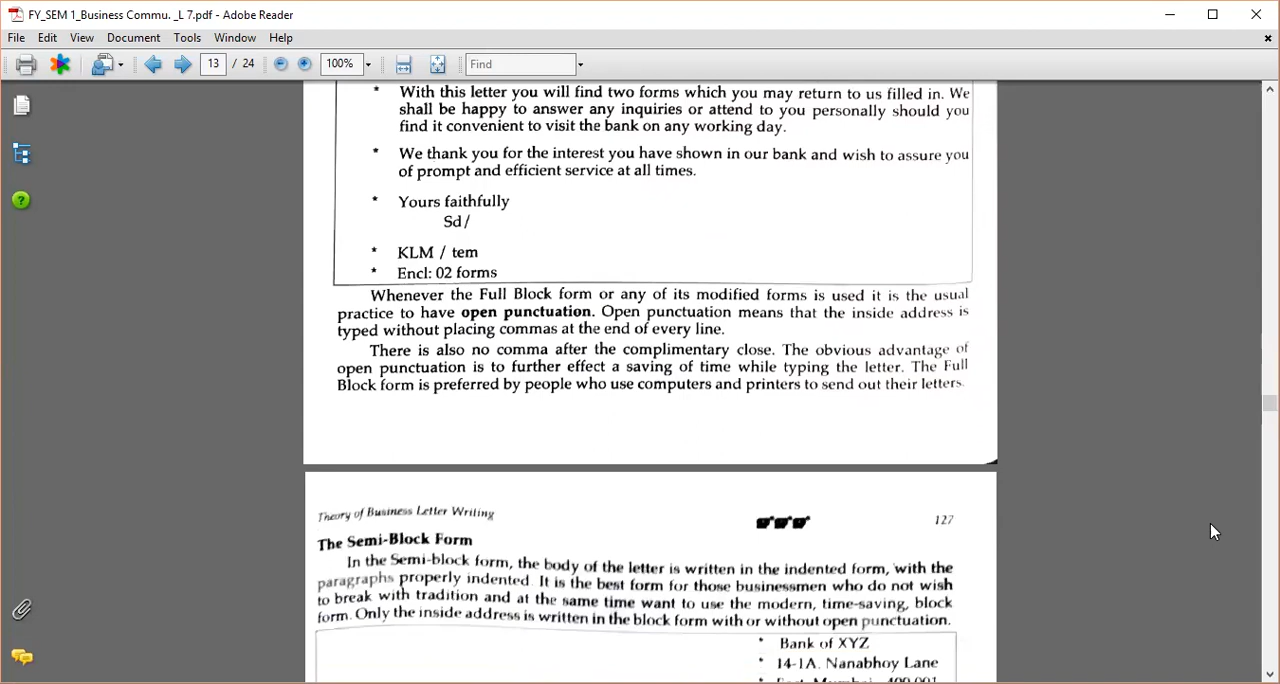 FY_SEM 1_Business Commu. _L 7.pdf - Adobe Reader
File Edit View Document Tools Window Help
13 / 24 100% Find
* With this letter you will find two forms which you may return to us filled in. We
shall be happy to answer any inquiries or attend to you personally should you
find it convenient to visit the bank on any working day.
* We thank you for the interest you have shown in our bank and wish to assure you
of prompt and efficient service at all times.
* Yours faithfully
Sd/
* KLM / tem
* Encl: 02 forms
Whenever the Full Block form or any of its modified forms is used it is the usual
practice to have open punctuation. Open punctuation means that the inside address is
typed without placing commas at the end of every line.
There is also no comma after the complimentary close. The obvious advantage of
open punctuation is to further effect a saving of time while typing the letter. The Full
Block form is preferred by people who use computers and printers to send out their letters.
Theory of Business Letter Writing 127
The Semi-Block Form
In the Semi-block form, the body of the letter is written in the indented form, with the
paragraphs properly indented. It is the best form for those businessmen who do not wish
to break with tradition and at the same time want to use the modern, time-saving, block
form. Only the inside address is written in the block form with or without open punctuation.
* Bank of XYZ
* 14-1A. Nanabhoy Lane